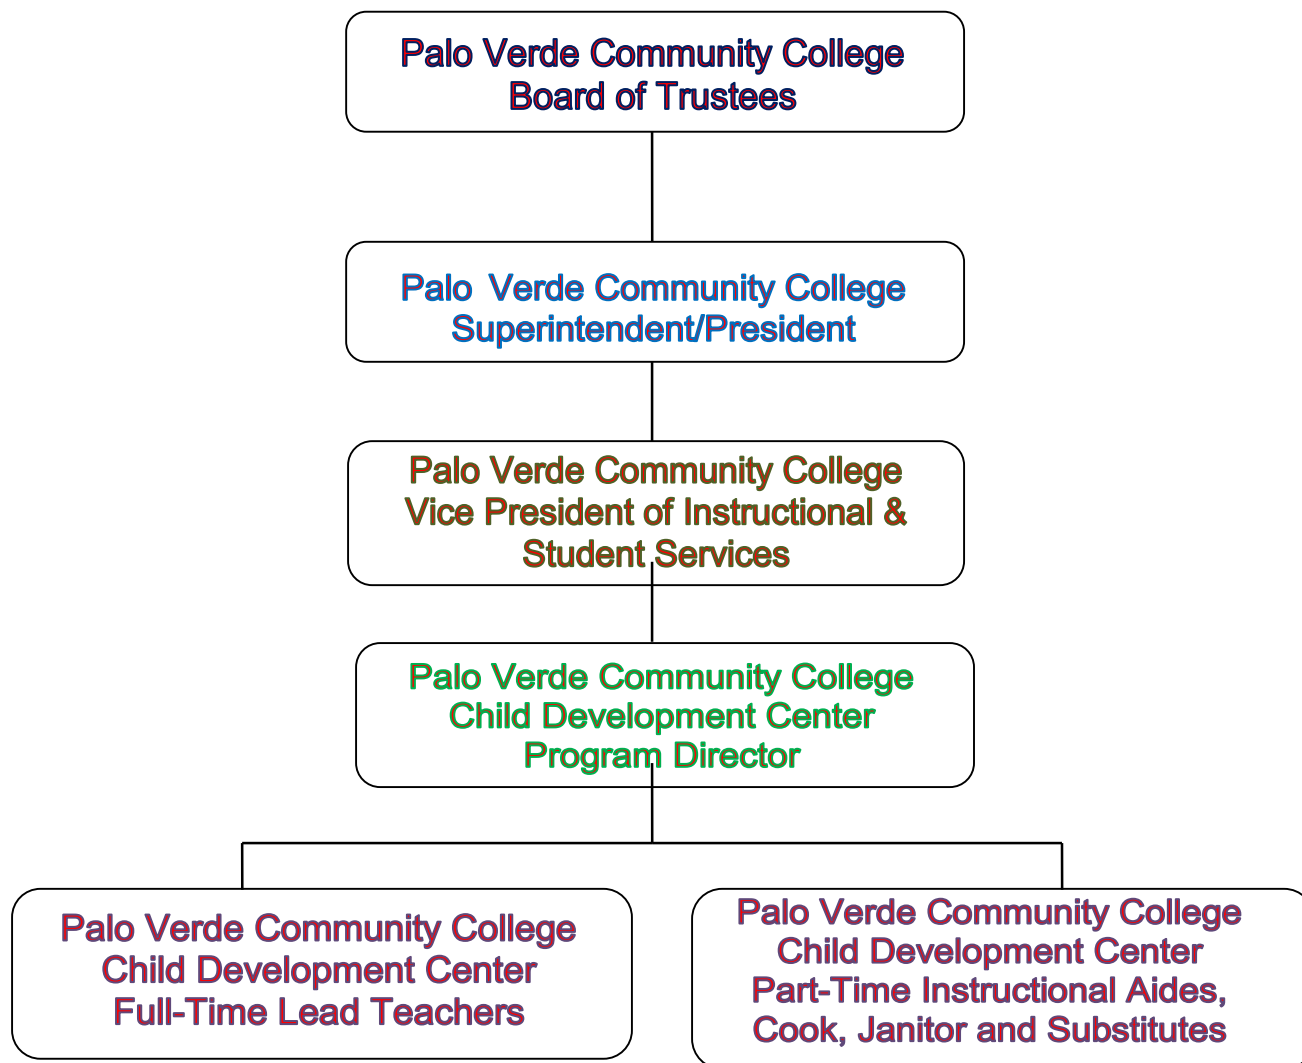 Palo Verde Community College
Board of Trustees
Palo Verde Community College
Superintendent/President
Palo Verde Community College
Vice President of Instructional &
Student Services
Palo Verde Community College
Child Development Center
Program Director
Palo Verde Community College
Child Development Center
Full-Time Lead Teachers
Palo Verde Community College
Child Development Center
Part-Time Instructional Aides,
Cook, Janitor and Substitutes